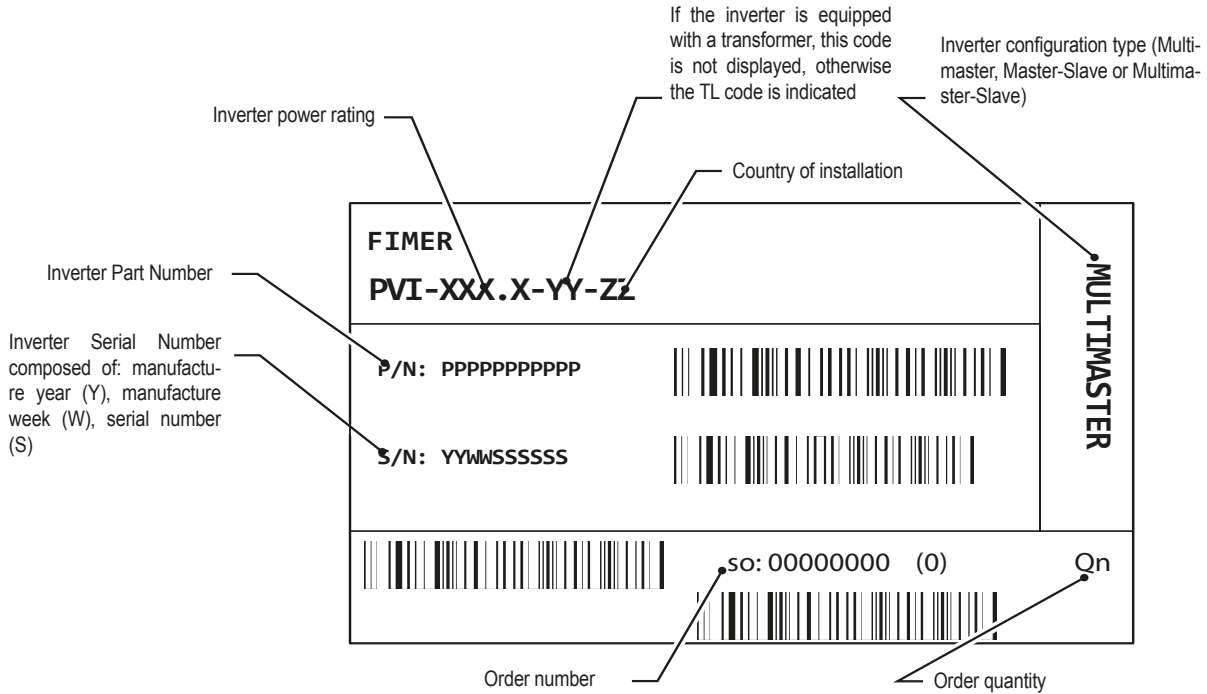 If the inverter is equipped
with a transformer, this code
is not displayed, otherwise
the TL code is indicated
Inverter configuration type (Multi-
master, Master-Slave or Multima-
ster-Slave)
Inverter power rating
Country of installation
FIMER
PVI-XXX.X-YY-ZZ
MULTIMASTER
Inverter Part Number
P/N: PPPPPPPPPPP
Inverter Serial Number
composed of: manufactu-
re year (Y), manufacture
week (W), serial number
(S)
S/N: YYWWSSSSSS
so: 00000000 (0)
Qn
Order number
Order quantity